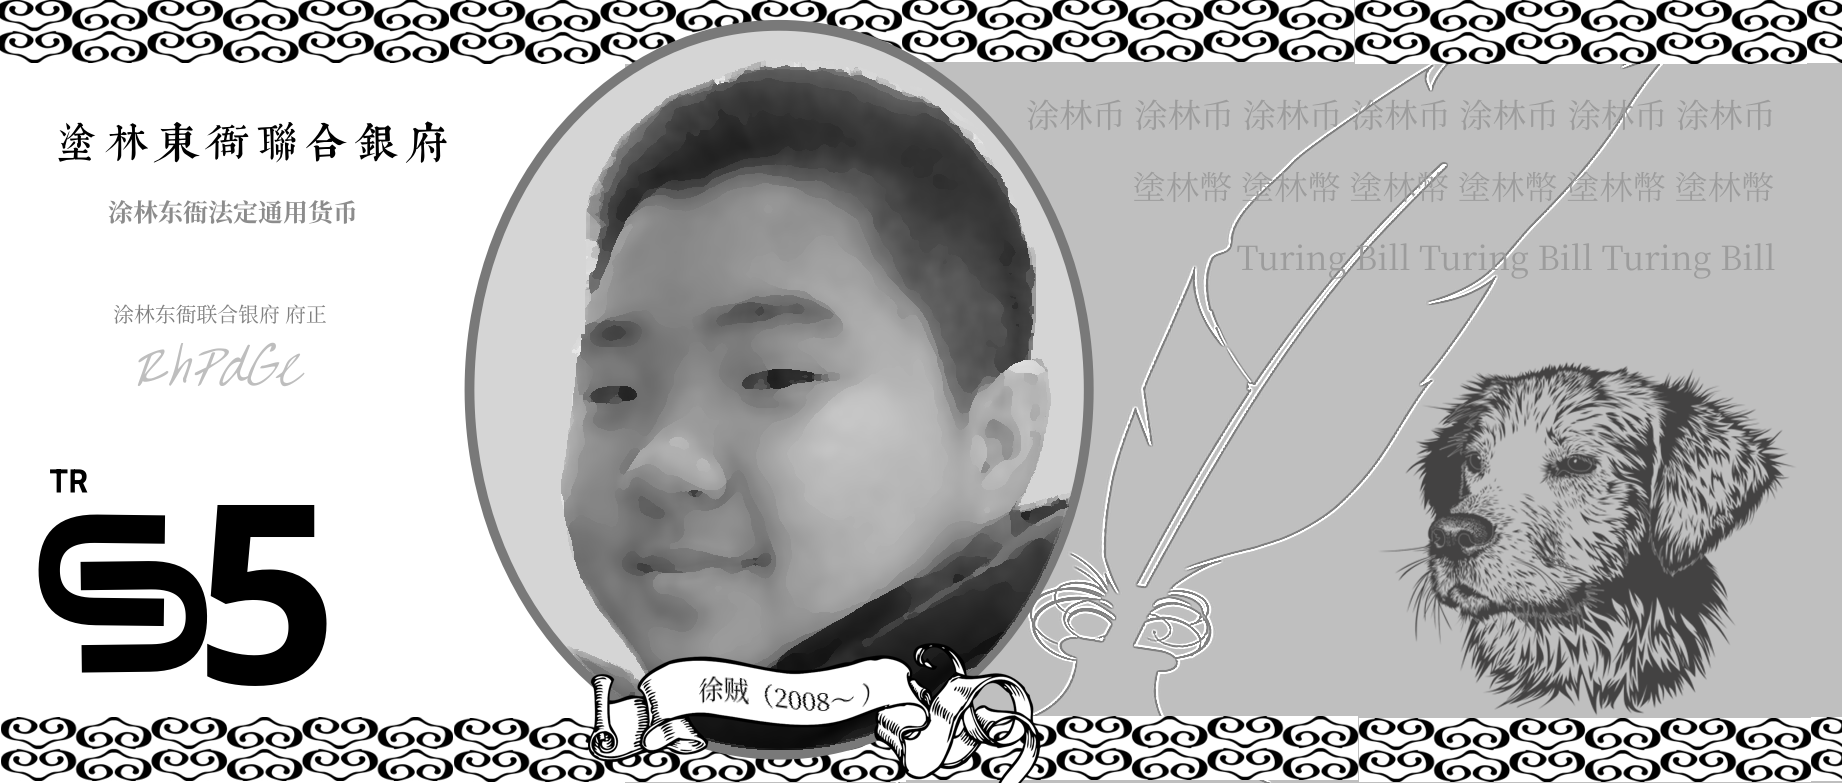 塗林東衙聯合銀府
涂林东衙法定通用货币
涂林东衙联合银府 府正
RhPdGe
TR
5
徐贼（2008～ ）
涂林币 涂林币 涂林币 涂林币 涂林币 涂林币 涂林币
塗林幣 塗林幣 塗林幣 塗林幣 塗林幣 塗林幣
Turing Bill Turing Bill Turing Bill